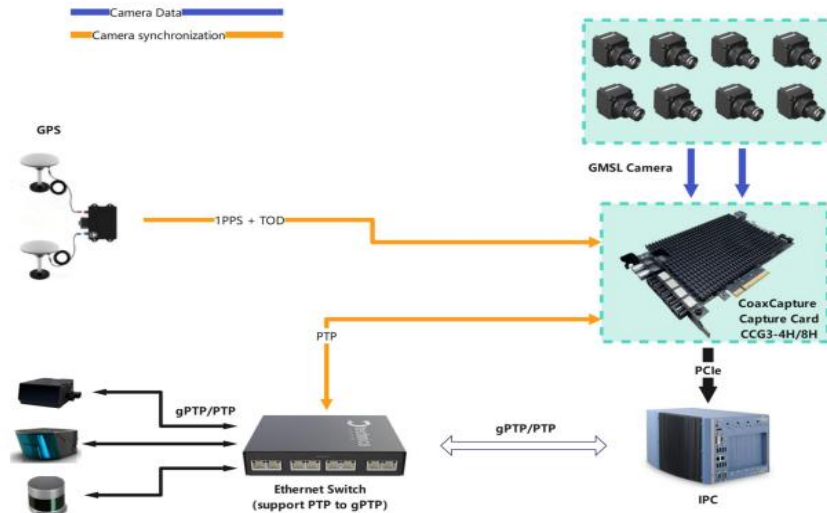 Camera Data
Camera synchronization
GPS
GMSL Camera
1PPS + TOD
CoaxCapture
Capture Card
CCG3-4H/8H
PTP
PCIe
gPTP/PTP
gPTP/PTP
Ethernet Switch
(support PTP to gPTP)
IPC